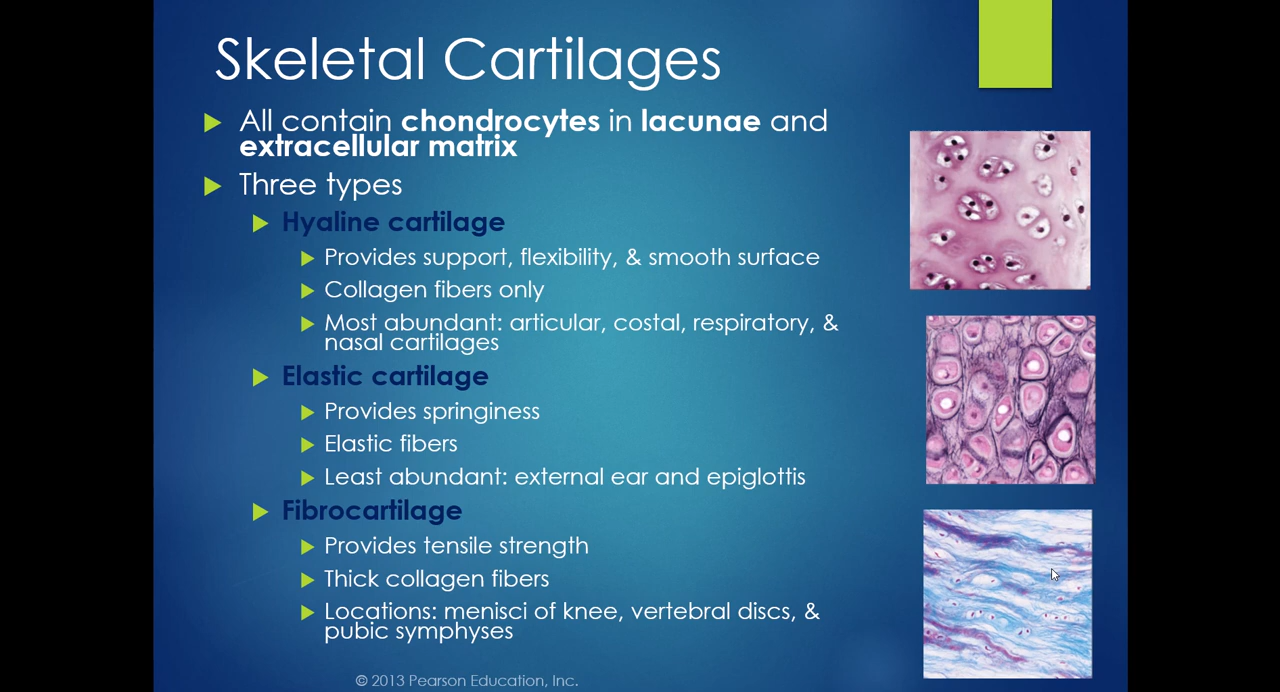 Skeletal Cartilages
All contain chondrocytes in lacunae and
extracellular matrix
Three types
Hyaline cartilage
Provides support, flexibility, & smooth surface
Collagen fibers only
Most abundant: articular, costal, respiratory, &
nasal cartilages
Elastic cartilage
Provides springiness
Elastic fibers
Least abundant: external ear and epiglottis
Fibrocartilage
Provides tensile strength
Thick collagen fibers
Locations: menisci of knee, vertebral discs, &
pubic symphyses
© 2013 Pearson Education, Inc.